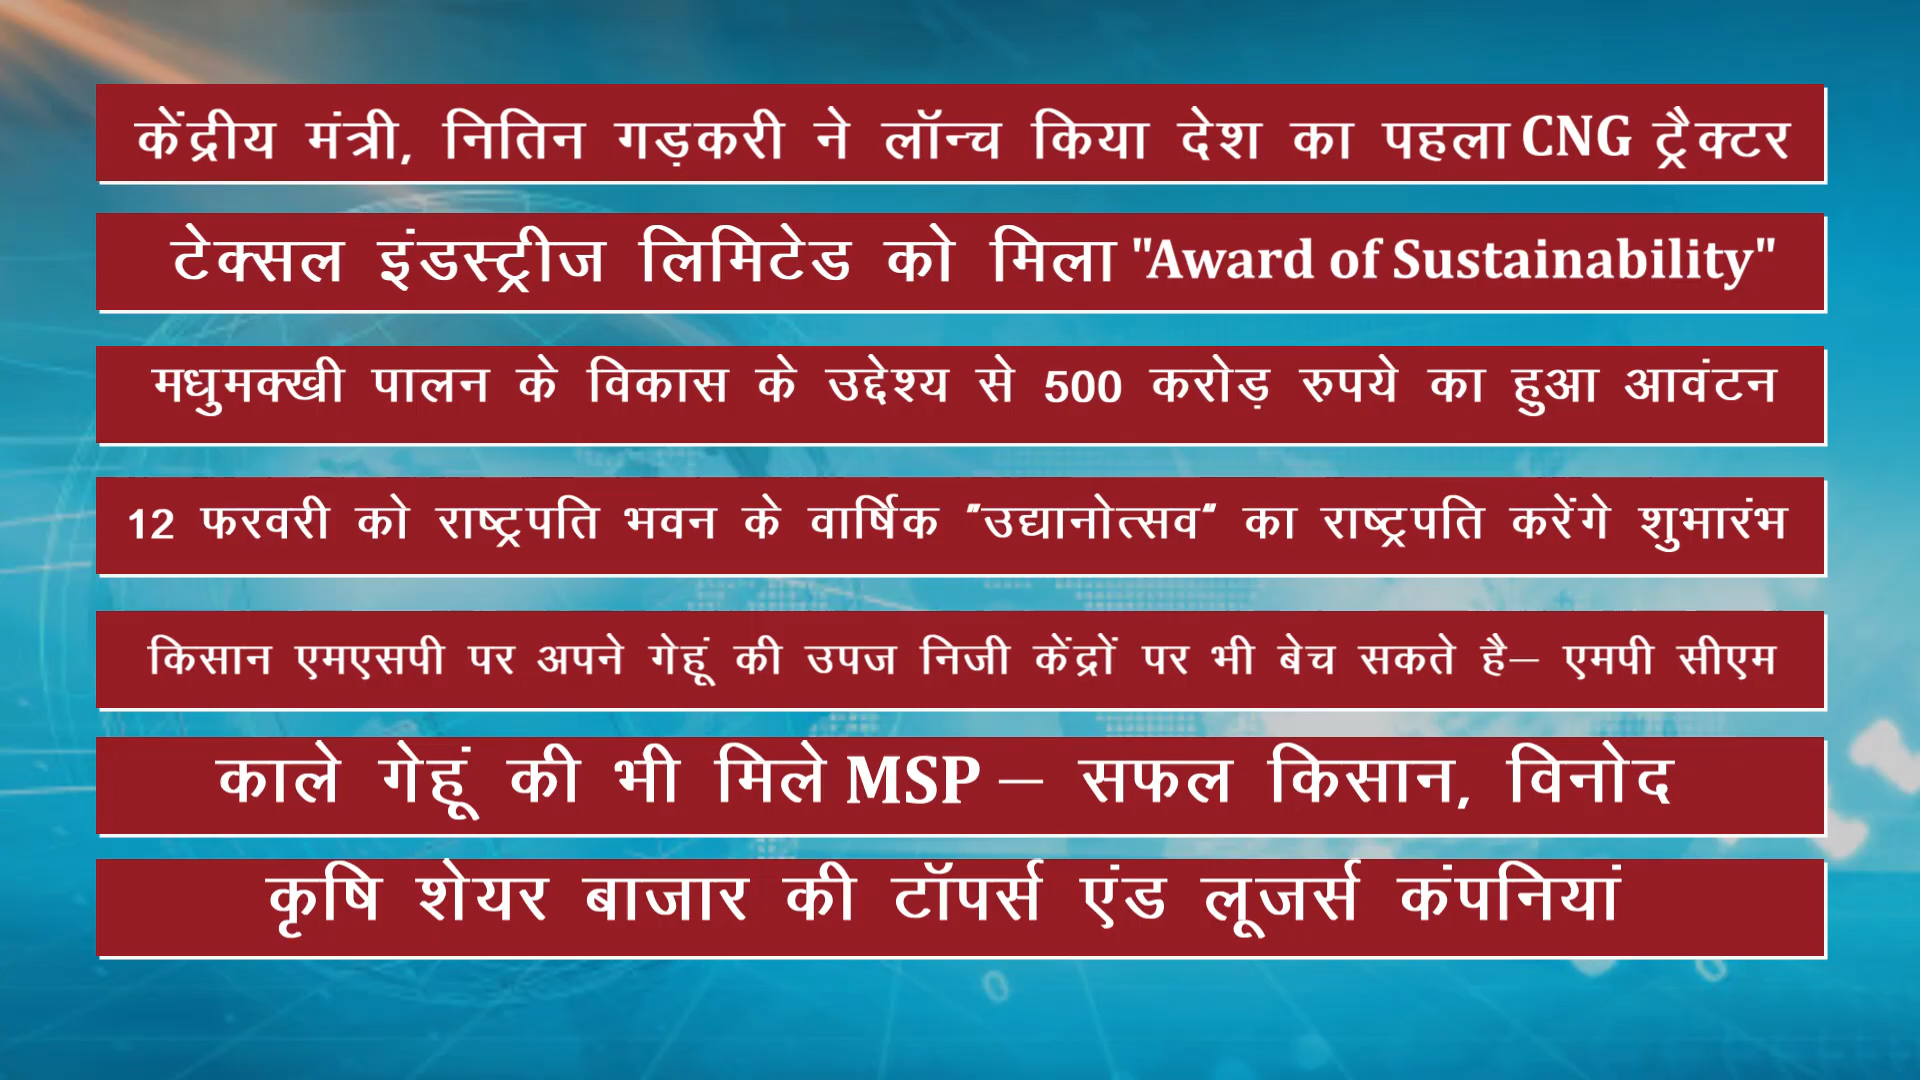 केंद्रीय मंत्री, नितिन गड़करी ने लॉन्च किया देश का पहला CNG ट्रैक्टर
टेक्सल इंडस्ट्रीज लिमिटेड को मिला "Award of Sustainability"
मधुमक्खी पालन के विकास के उद्देश्य से 500 करोड़ रुपये का हुआ आवंटन
12 फरवरी को राष्ट्रपति भवन के वार्षिक "उद्यानोत्सव" का राष्ट्रपति करेंगे शुभारंभ
किसान एमएसपी पर अपने गेहूं की उपज निजी केंद्रों पर भी बेच सकते है– एमपी सीएम
काले गेहूं की भी मिले MSP – सफल किसान, विनोद
कृषि शेयर बाजार की टॉपर्स एंड लूजर्स कंपनियां